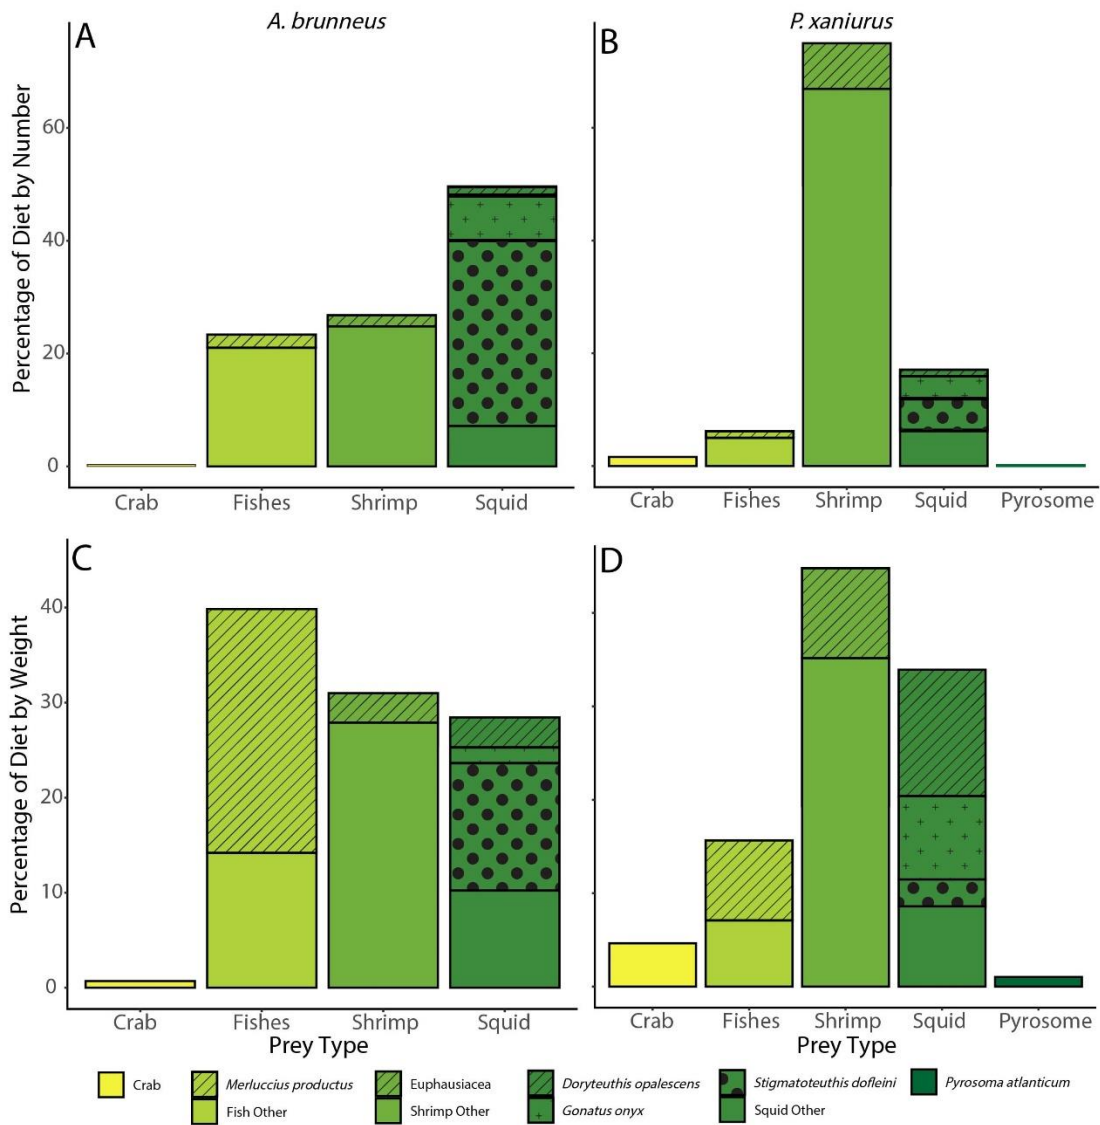 A. brunneus
P. xaniurus
A
B
Percentage of Diet by Number
60
40
20
0
Crab Fishes Shrimp Squid
Crab Fishes Shrimp Squid Pyrosome
C
D
Percentage of Diet by Weight
40
30
20
10
0
Crab Fishes Shrimp Squid
Prey Type
Crab Fishes Shrimp Squid Pyrosome
Prey Type
Crab
Merluccius productus
Fish Other
Euphausiacea
Shrimp Other
Doryteuthis opalescens
Gonatus onyx
Stigmatoteuthis dofleini
Squid Other
Pyrosoma atlanticum